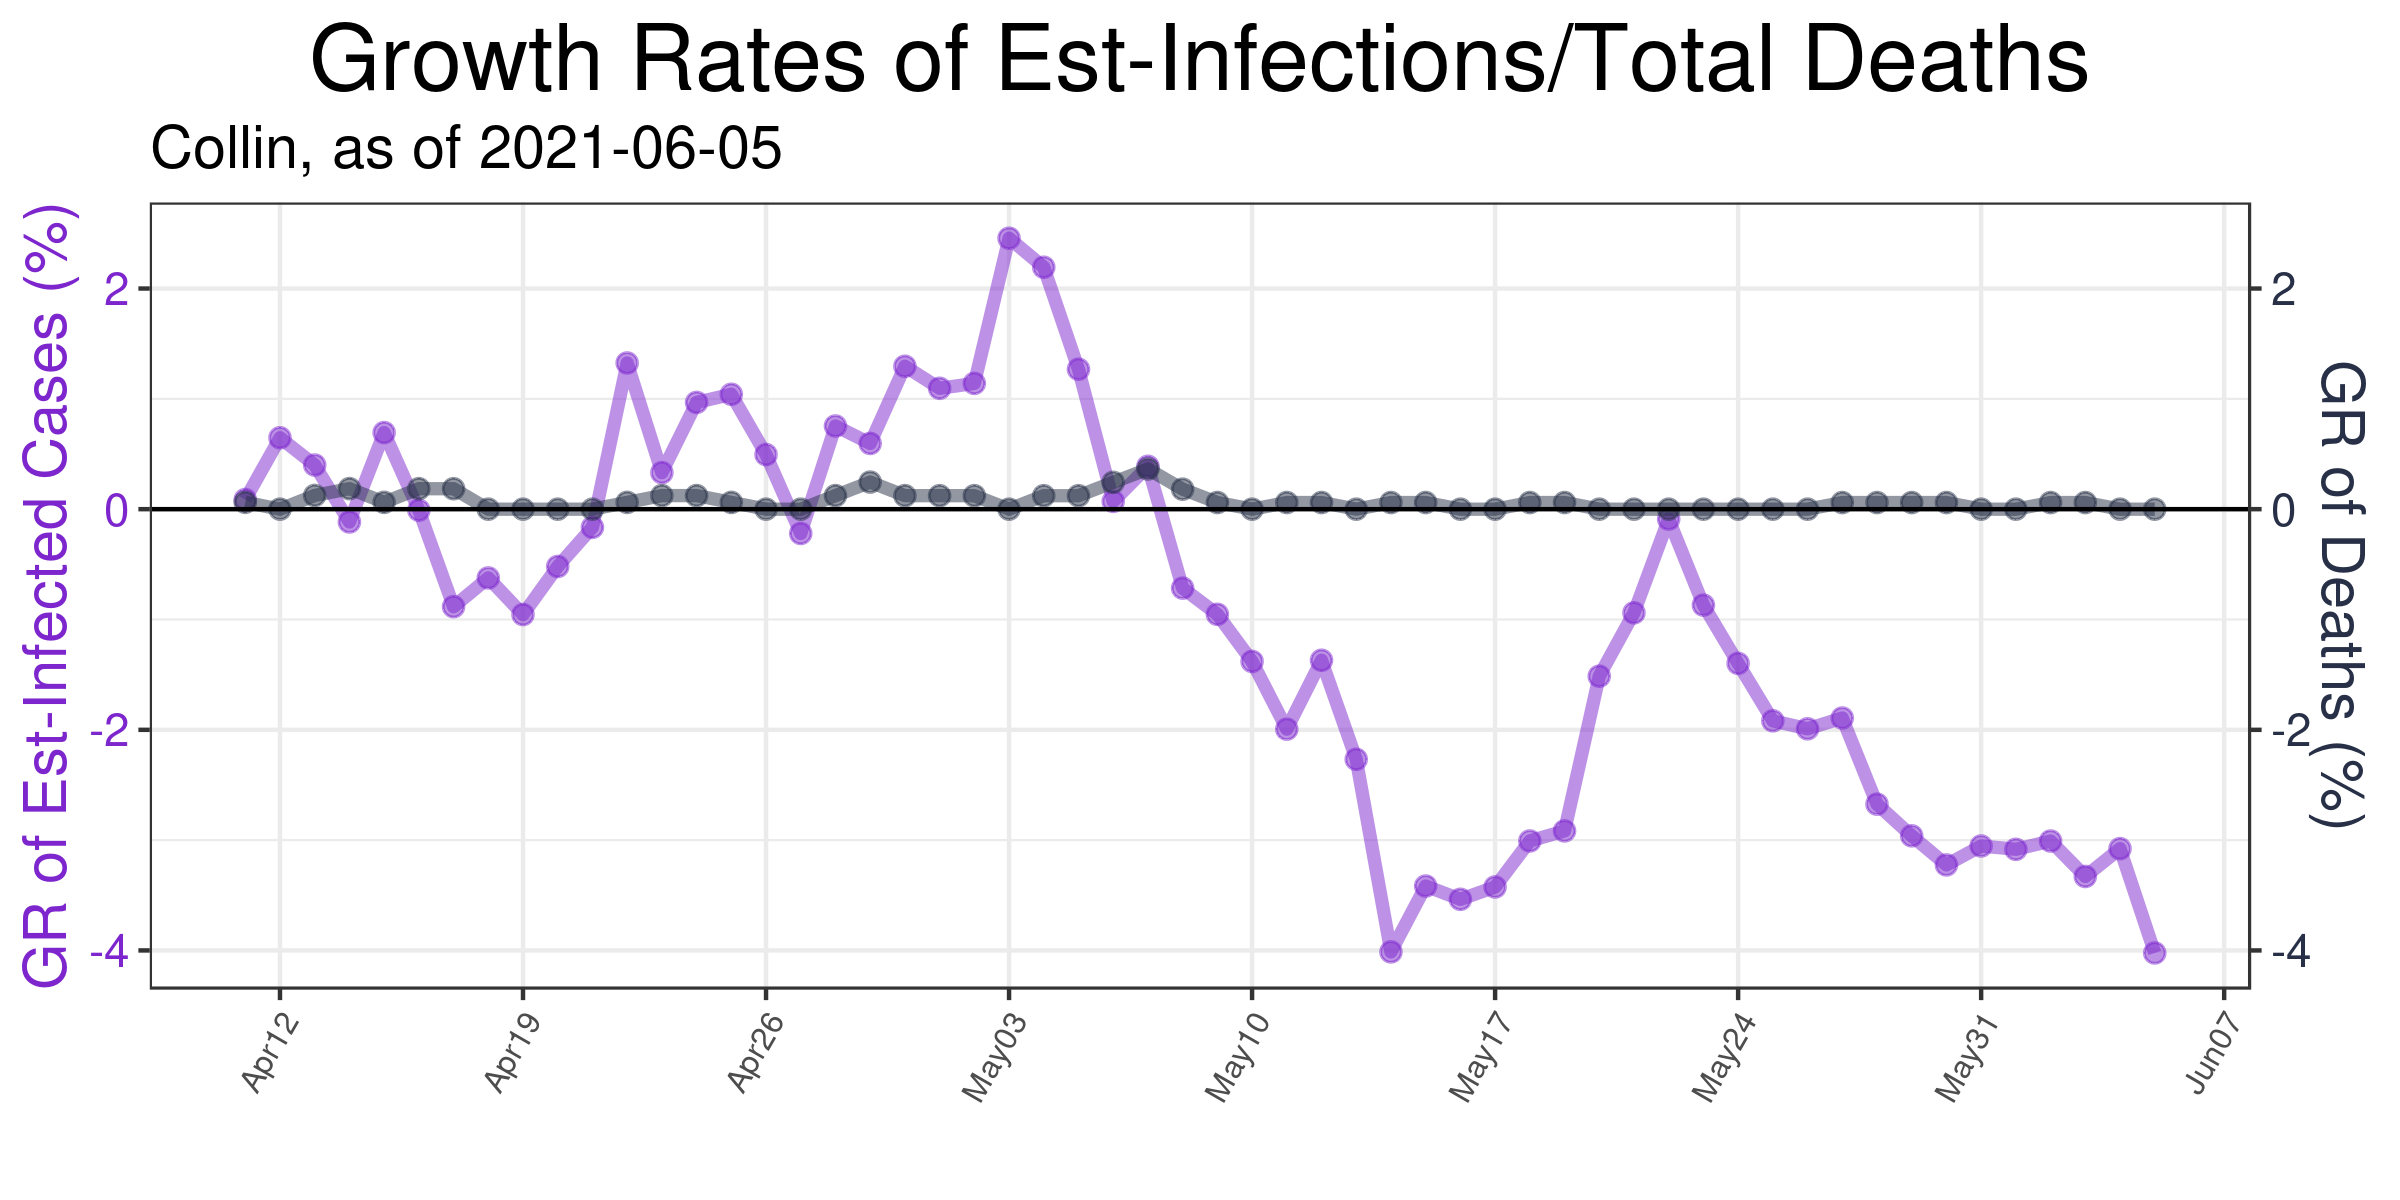 Growth Rates of Est-Infections/Total Deaths
Collin, as of 2021-06-05
GR of Est-Infected Cases (%)
2
0
-2
-4
2
0
-2
-4
GR of Deaths (%)
Apr12
Apr19
Apr26
May03
May10
May17
May24
May31
Jun07